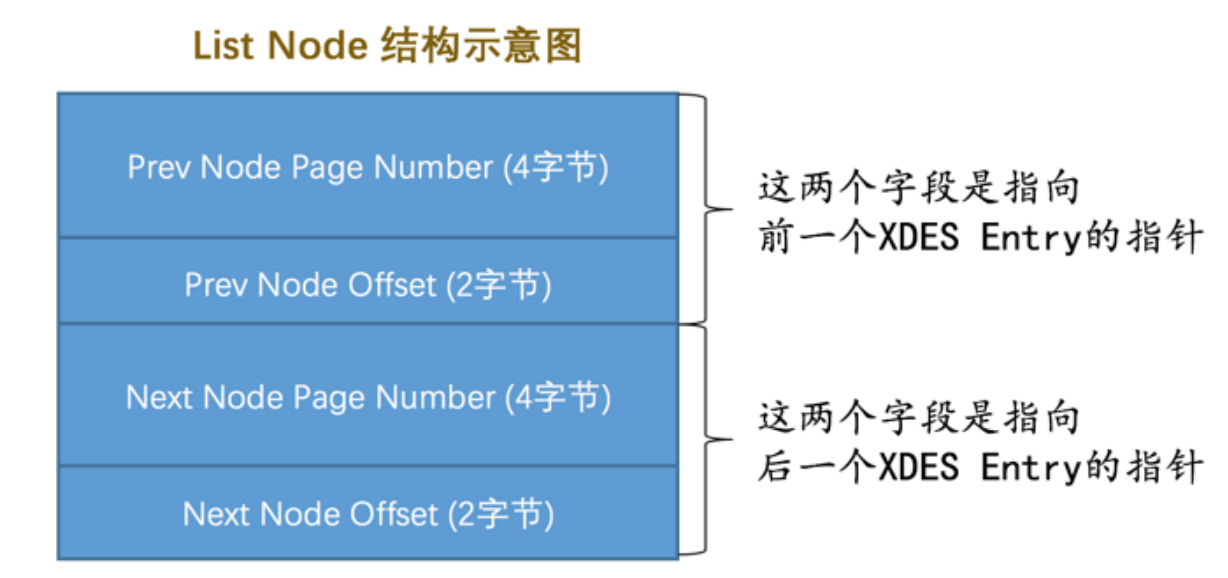 List Node 结构示意图
Prev Node Page Number (4字节)
Prev Node Offset (2字节)
这两个字段是指向
前一个XDES Entry的指针
Next Node Page Number (4字节)
Next Node Offset (2字节)
这两个字段是指向
后一个XDES Entry的指针